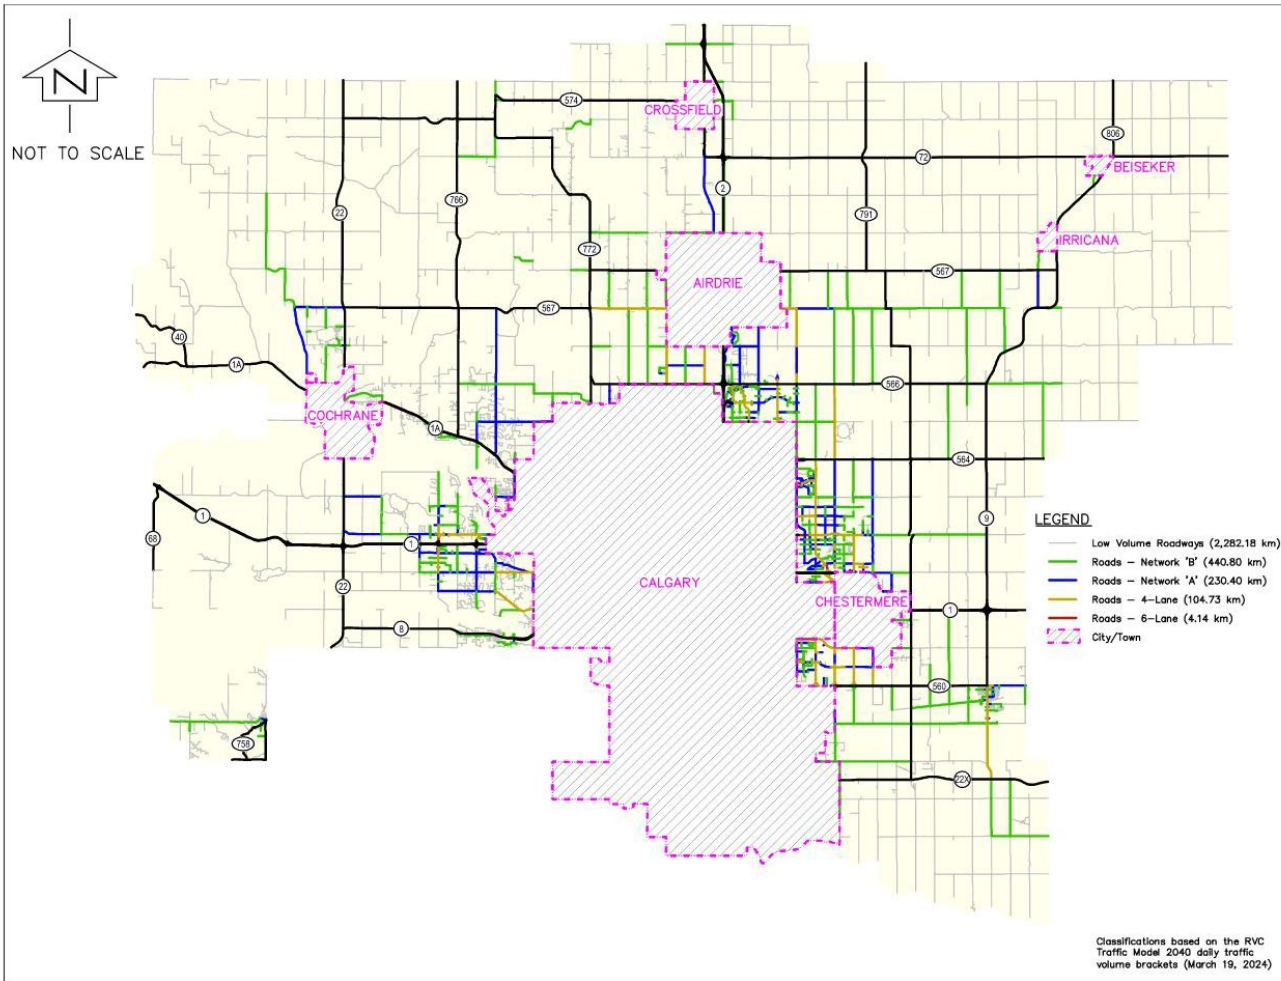 N
NOT TO SCALE
574
CROSSFIELD
806
72
BEISEKER
2
766
22
791
772
IRRICANA
AIRDRIE
567
567
40
1A
566
COCHRANE
1A
564
1
68
9
1
22
CALGARY
CHESTERMERE
1
8
560
758
22X
LEGEND
Low Volume Roadways (2,282.18 km)
Roads - Network 'B' (440.80 km)
Roads - Network 'A' (230.40 km)
Roads - 4-Lane (104.73 km)
Roads - 6-Lane (4.14 km)
City/Town
Classifications based on the RVC
Traffic Model 2040 daily traffic
volume brackets (March 19, 2024)